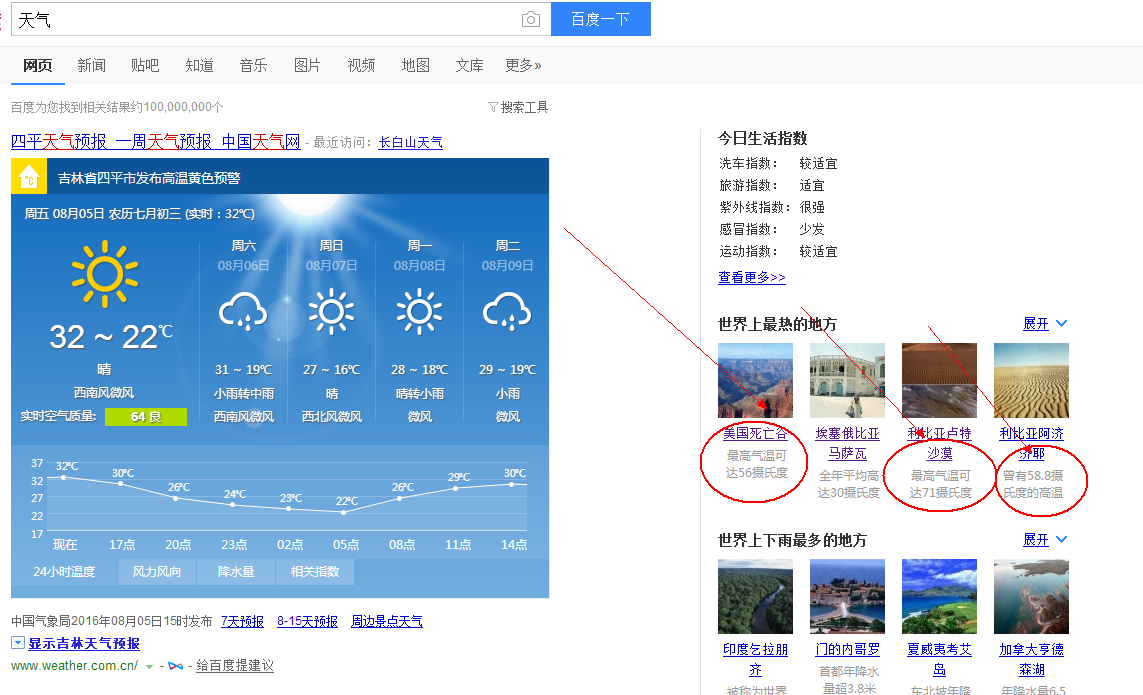 天气
百度一下
网页 新闻 贴吧 知道 音乐 图片 视频 地图 文库 更多»
百度为您找到相关结果约100,000,000个
搜索工具
四平天气预报_一周天气预报_中国天气网 - 最近访问：长白山天气
吉林省四平市发布高温黄色预警
周五 08月05日 农历七月初三 (实时：32℃)
32 ~ 22℃
晴
西南风微风
实时空气质量: 64 良
周六
08月06日
31 ~ 19℃
小雨转中雨
西南风微风
周日
08月07日
27 ~ 16℃
晴
西北风微风
周一
08月08日
28 ~ 18℃
晴转小雨
微风
周二
08月09日
29 ~ 19℃
小雨
微风
37
32
27
22
17
32℃ 30℃ 26℃ 24℃ 23℃ 22℃ 26℃ 29℃ 30℃
现在 17点 20点 23点 02点 05点 08点 11点 14点
24小时温度 风力风向 降水量 相关指数
中国气象局2016年08月05日15时发布 7天预报 8-15天预报 周边景点天气
显示吉林天气预报
www.weather.com.cn/ - - 给百度提建议
今日生活指数
洗车指数： 较适宜
旅游指数： 适宜
紫外线指数： 很强
感冒指数： 少发
运动指数： 较适宜
查看更多>>
世界上最热的地方 展开
美国死亡谷
最高气温可
达56摄氏度
埃塞俄比亚
马萨瓦
全年平均高
达30摄氏度
利比亚卢特
沙漠
最高气温可
达71摄氏度
利比亚阿济
济耶
曾有58.8摄
氏度的高温
世界上下雨最多的地方 展开
印度乞拉朋
齐
被称为世界
门的内哥罗
首都年降水
量超3.8米
夏威夷考艾
岛
东北坡年降
加拿大亨德
森湖
年降水量6.5